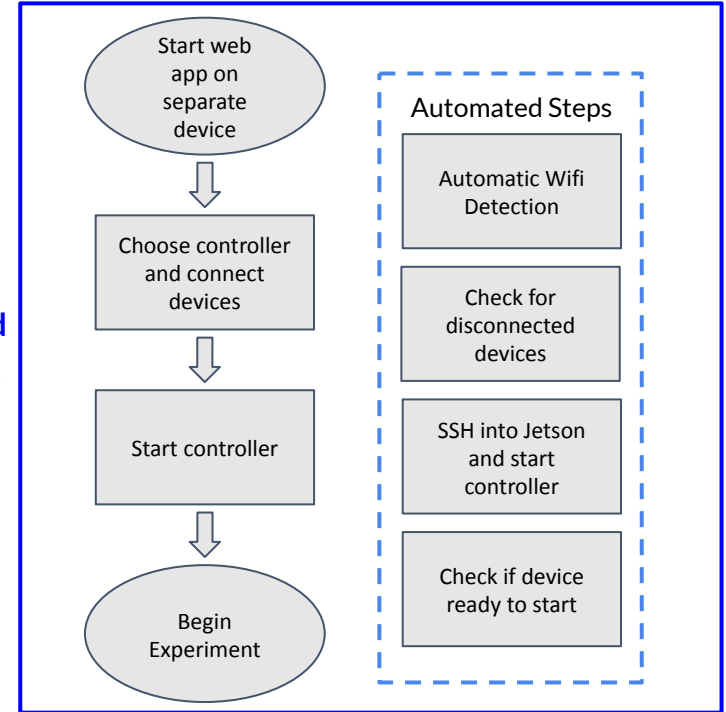 Start web
app on
separate
device
Choose controller
and connect
devices
Start controller
Begin
Experiment
Automated Steps
Automatic Wifi
Detection
Check for
disconnected
devices
SSH into Jetson
and start
controller
Check if device
ready to start